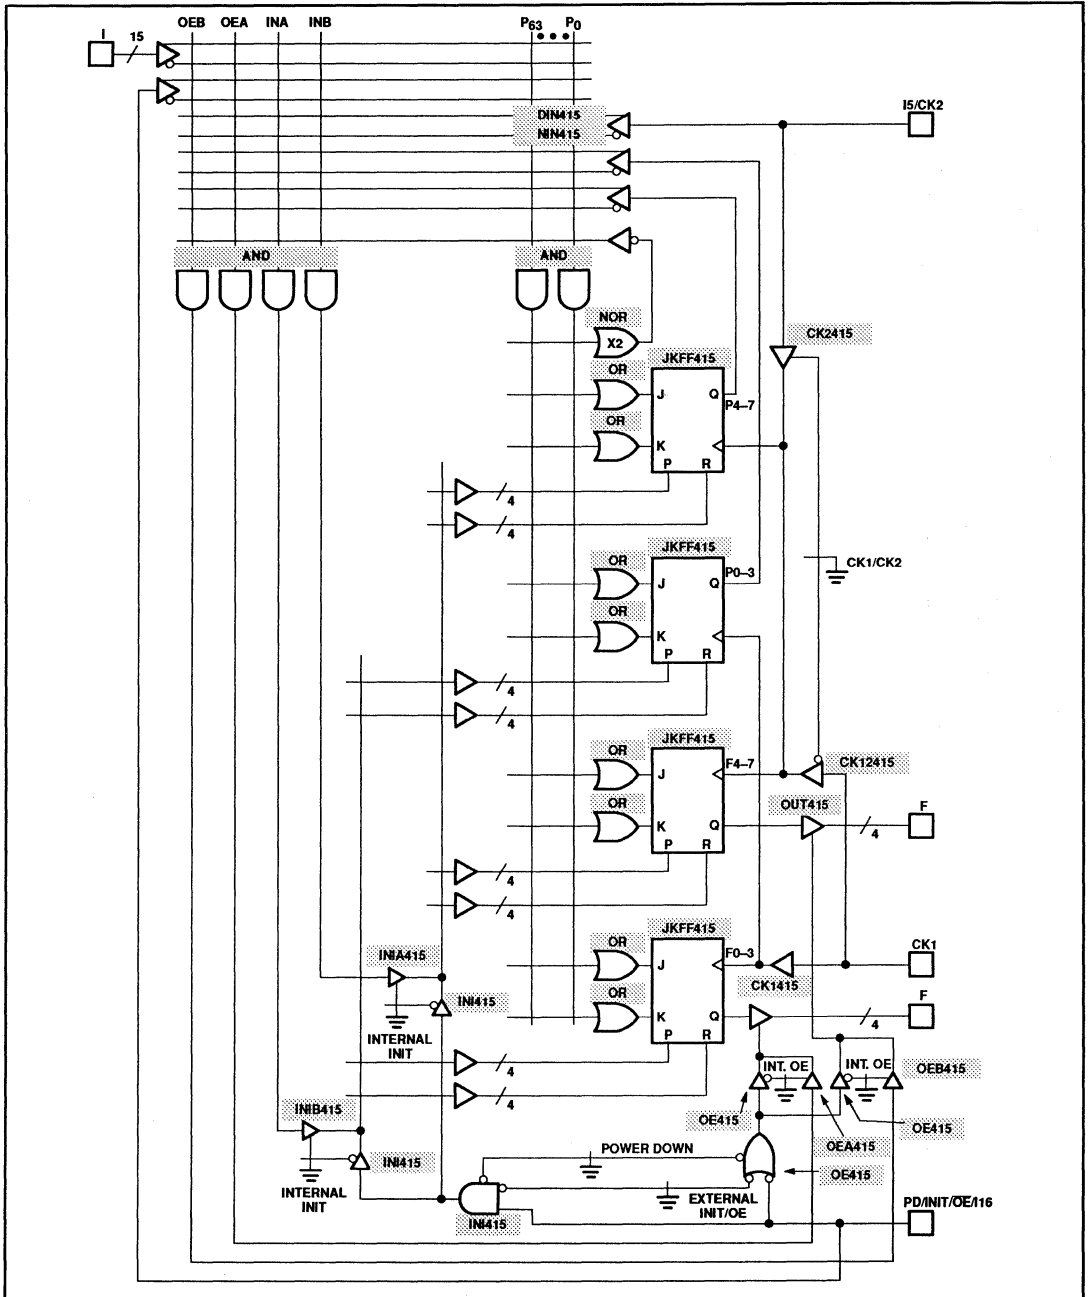 OEB OEA INA INB P63 ••• P0
I 15
I5/CK2
DIN415
NIN415
AND AND
NOR
X2
CK2415
JKFF415
OR
J Q
P4–7
OR
K
P R
4
4
JKFF415
OR
CK1/CK2
P0–3
J Q
OR
K
P R
4
4
JKFF415
OR
F4–7
J
CK12415
OR
OUT415
F
K Q
4
P R
4
4
JKFF415
OR
F0–3
CK1
INIA415
J
CK1415
OR
INI415
F
K Q
4
P R
INTERNAL
INIT
4
INT. OE INT. OE
OEB415
4
INIB415
OE415
OE415
OEA415
POWER DOWN
INI415
OE415
INTERNAL
INIT
EXTERNAL
INIT/OE
PD/INIT/O̅E̅/I16
INI415